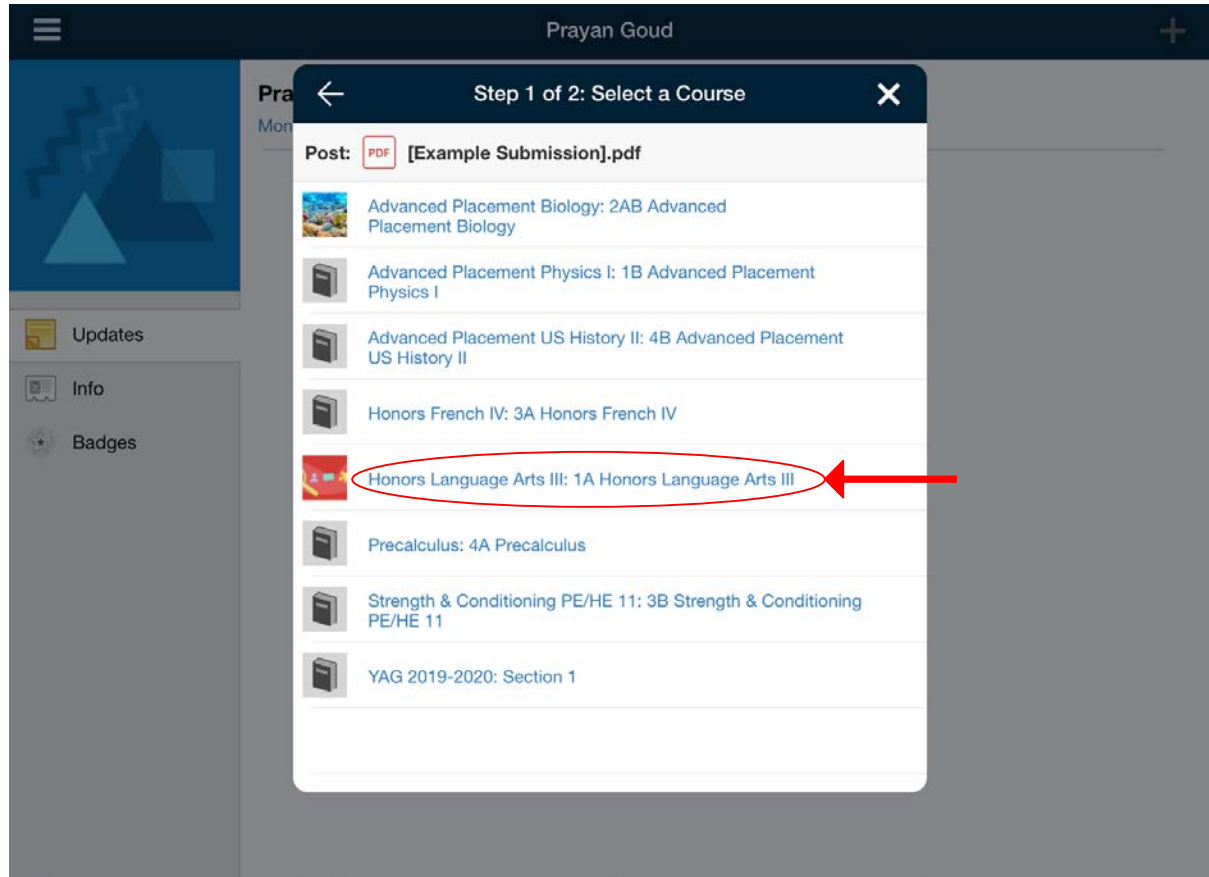 Prayan Goud
Pra
Mon
Step 1 of 2: Select a Course
Post: PDF [Example Submission].pdf
Advanced Placement Biology: 2AB Advanced
Placement Biology
Advanced Placement Physics I: 1B Advanced Placement
Physics I
Advanced Placement US History II: 4B Advanced Placement
US History II
Honors French IV: 3A Honors French IV
Honors Language Arts III: 1A Honors Language Arts III
Precalculus: 4A Precalculus
Strength & Conditioning PE/HE 11: 3B Strength & Conditioning
PE/HE 11
YAG 2019-2020: Section 1
Updates
Info
Badges